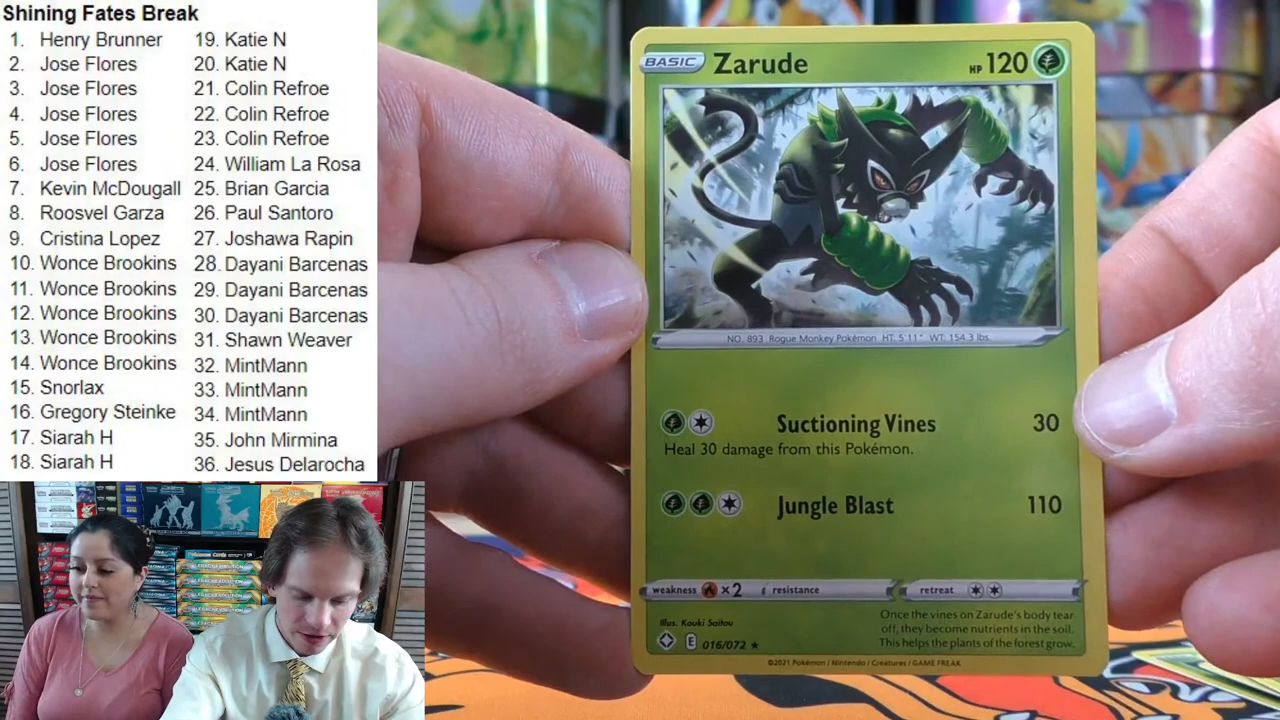 Shining Fates Break
1. Henry Brunner
2. Jose Flores
3. Jose Flores
4. Jose Flores
5. Jose Flores
6. Jose Flores
7. Kevin McDougall
8. Roosvel Garza
9. Cristina Lopez
10. Wonce Brookins
11. Wonce Brookins
12. Wonce Brookins
13. Wonce Brookins
14. Wonce Brookins
15. Snorlax
16. Gregory Steinke
17. Siarah H
18. Siarah H
19. Katie N
20. Katie N
21. Colin Refroe
22. Colin Refroe
23. Colin Refroe
24. William La Rosa
25. Brian Garcia
26. Paul Santoro
27. Joshawa Rapin
28. Dayani Barcenas
29. Dayani Barcenas
30. Dayani Barcenas
31. Shawn Weaver
32. MintMann
33. MintMann
34. MintMann
35. John Mirmina
36. Jesus Delarocha
BASIC Zarude HP 120
NO. 893 Rogue Monkey Pokémon HT: 5'11" WT: 154.3 lbs.
Suctioning Vines 30
Heal 30 damage from this Pokémon.
Jungle Blast 110
weakness ×2 resistance retreat
Illus. Kouki Saitou
E 016/072 ★
Once the vines on Zarude's body tear
off, they become nutrients in the soil.
This helps the plants of the forest grow.
©2021 Pokémon / Nintendo / Creatures / GAME FREAK